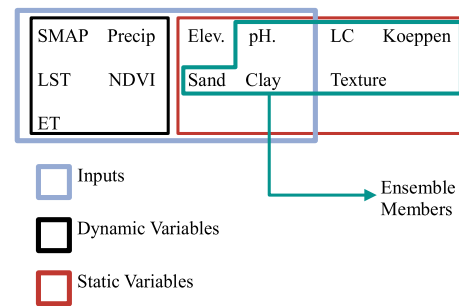 SMAP Precip Elev. pH. LC Koeppen
LST NDVI Sand Clay Texture
ET
Inputs
Ensemble
Members
Dynamic Variables
Static Variables